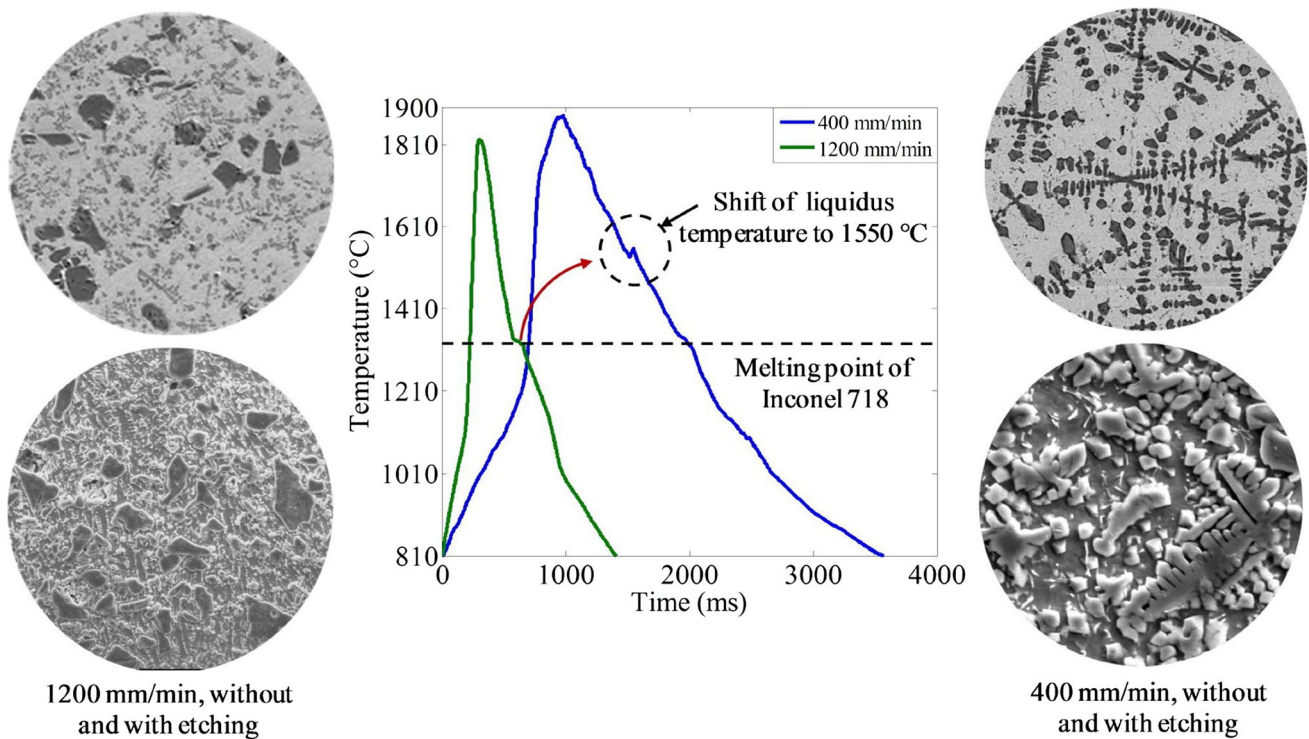 1900
1810
1610
1410
1210
1010
810
Temperature (°C)
0
1000
2000
3000
4000
Time (ms)
400 mm/min
1200 mm/min
Shift of liquidus
temperature to 1550 °C
Melting point of
Inconel 718
1200 mm/min, without
and with etching
400 mm/min, without
and with etching